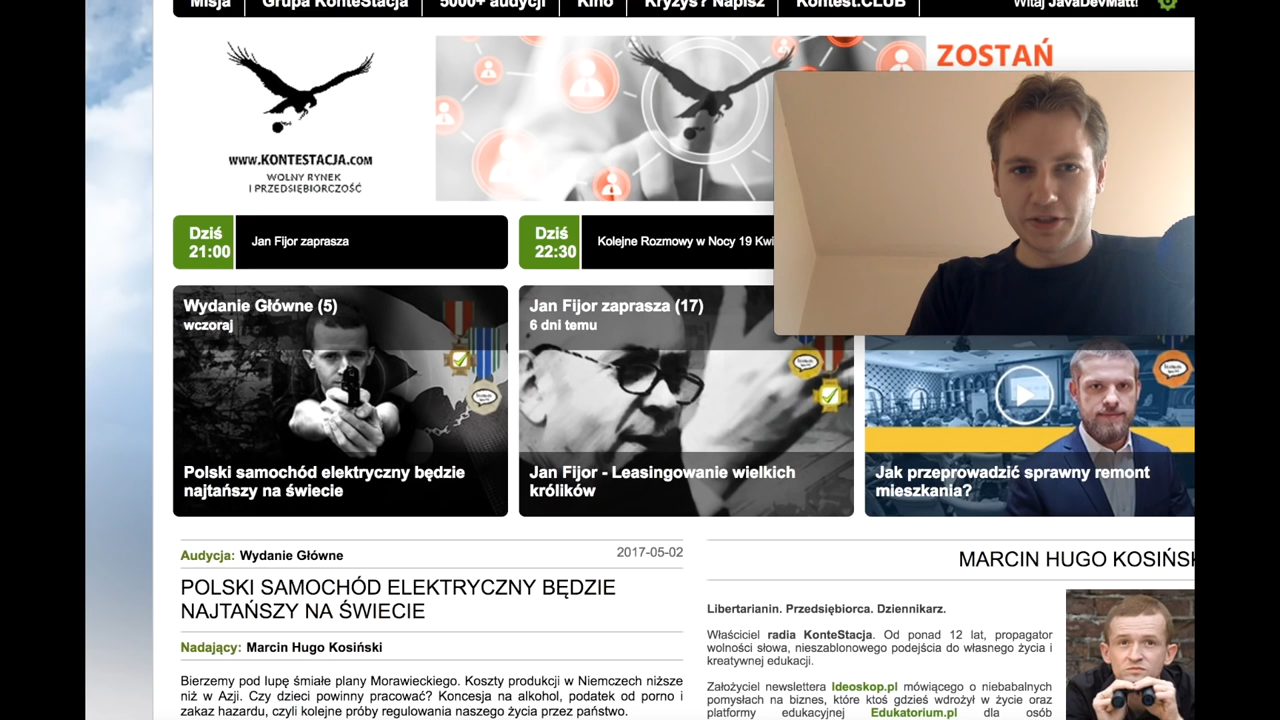 Misja Grupa KonteStacja 5000+ audycji Kino Kryzys? Napisz Kontest.CLUB Witaj JavaDevMatt!
WWW.KONTESTACJA.COM
WOLNY RYNEK
I PRZEDSIĘBIORCZOŚĆ
ZOSTAŃ
Dziś
21:00
Jan Fijor zaprasza
Dziś
22:30
Kolejne Rozmowy w Nocy 19 Kwi
Wydanie Główne (5)
wczoraj
Polski samochód elektryczny będzie
najtańszy na świecie
Jan Fijor zaprasza (17)
6 dni temu
Jan Fijor - Leasingowanie wielkich
królików
Jak przeprowadzić sprawny remont
mieszkania?
Audycja: Wydanie Główne 2017-05-02
POLSKI SAMOCHÓD ELEKTRYCZNY BĘDZIE
NAJTAŃSZY NA ŚWIECIE
Nadający: Marcin Hugo Kosiński
Bierzemy pod lupę śmiałe plany Morawieckiego. Koszty produkcji w Niemczech niższe
niż w Azji. Czy dzieci powinny pracować? Koncesja na alkohol, podatek od porno i
zakaz hazardu, czyli kolejne próby regulowania naszego życia przez państwo.
MARCIN HUGO KOSIŃSK
Libertarianin. Przedsiębiorca. Dziennikarz.
Właściciel radia KonteStacja. Od ponad 12 lat, propagator
wolności słowa, nieszablonowego podejścia do własnego życia i
kreatywnej edukacji.
Założyciel newslettera Ideoskop.pl mówiącego o niebabalnych
pomysłach na biznes, które ktoś gdzieś wdrożył w życie oraz
platformy edukacyjnej Edukatorium.pl dla osób